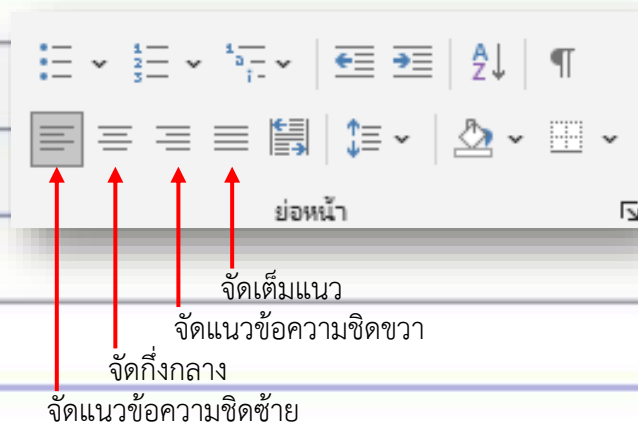 ย่อหน้า
จัดเต็มแนว
จัดแนวข้อความชิดขวา
จัดกึ่งกลาง
จัดแนวข้อความชิดซ้าย